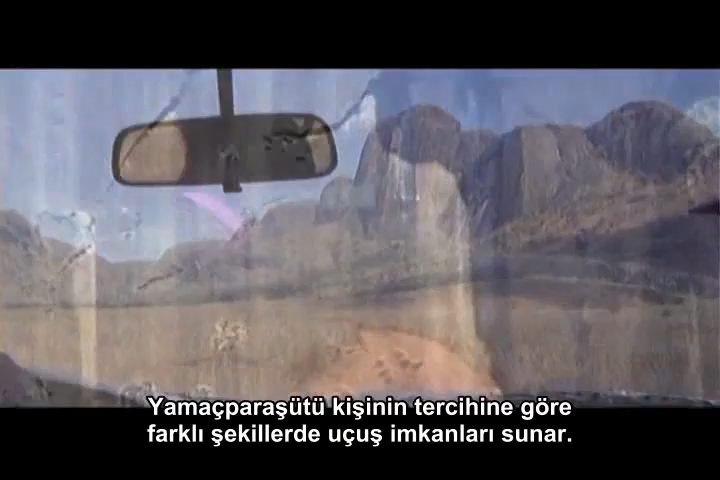 Yamaçparaşütü kişinin tercihine göre
farklı şekillerde uçuş imkanları sunar.